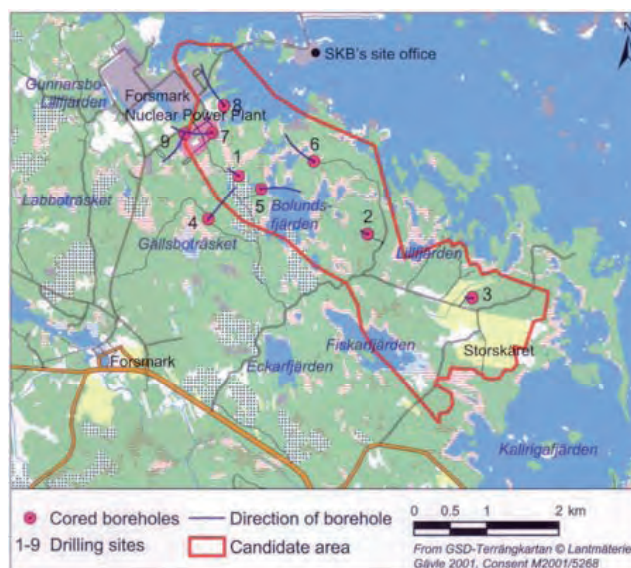 N
SKB's site office
Gunnarsbo-
Lillfjärden
Forsmark
Nuclear Power Plant
8
7
9
6
1
Labboträsket
5
Bolunds-
fjärden
4
2
Gällsboträsket
Lillfjärden
3
Storskäret
Fiskarfjärden
Forsmark
Eckarfjärden
Kallrigafjärden
Cored boreholes
Direction of borehole
0 0.5 1 2 km
1-9 Drilling sites
Candidate area
From GSD-Terrängkartan © Lantmäterie
Gävle 2001, Consent M2001/5268